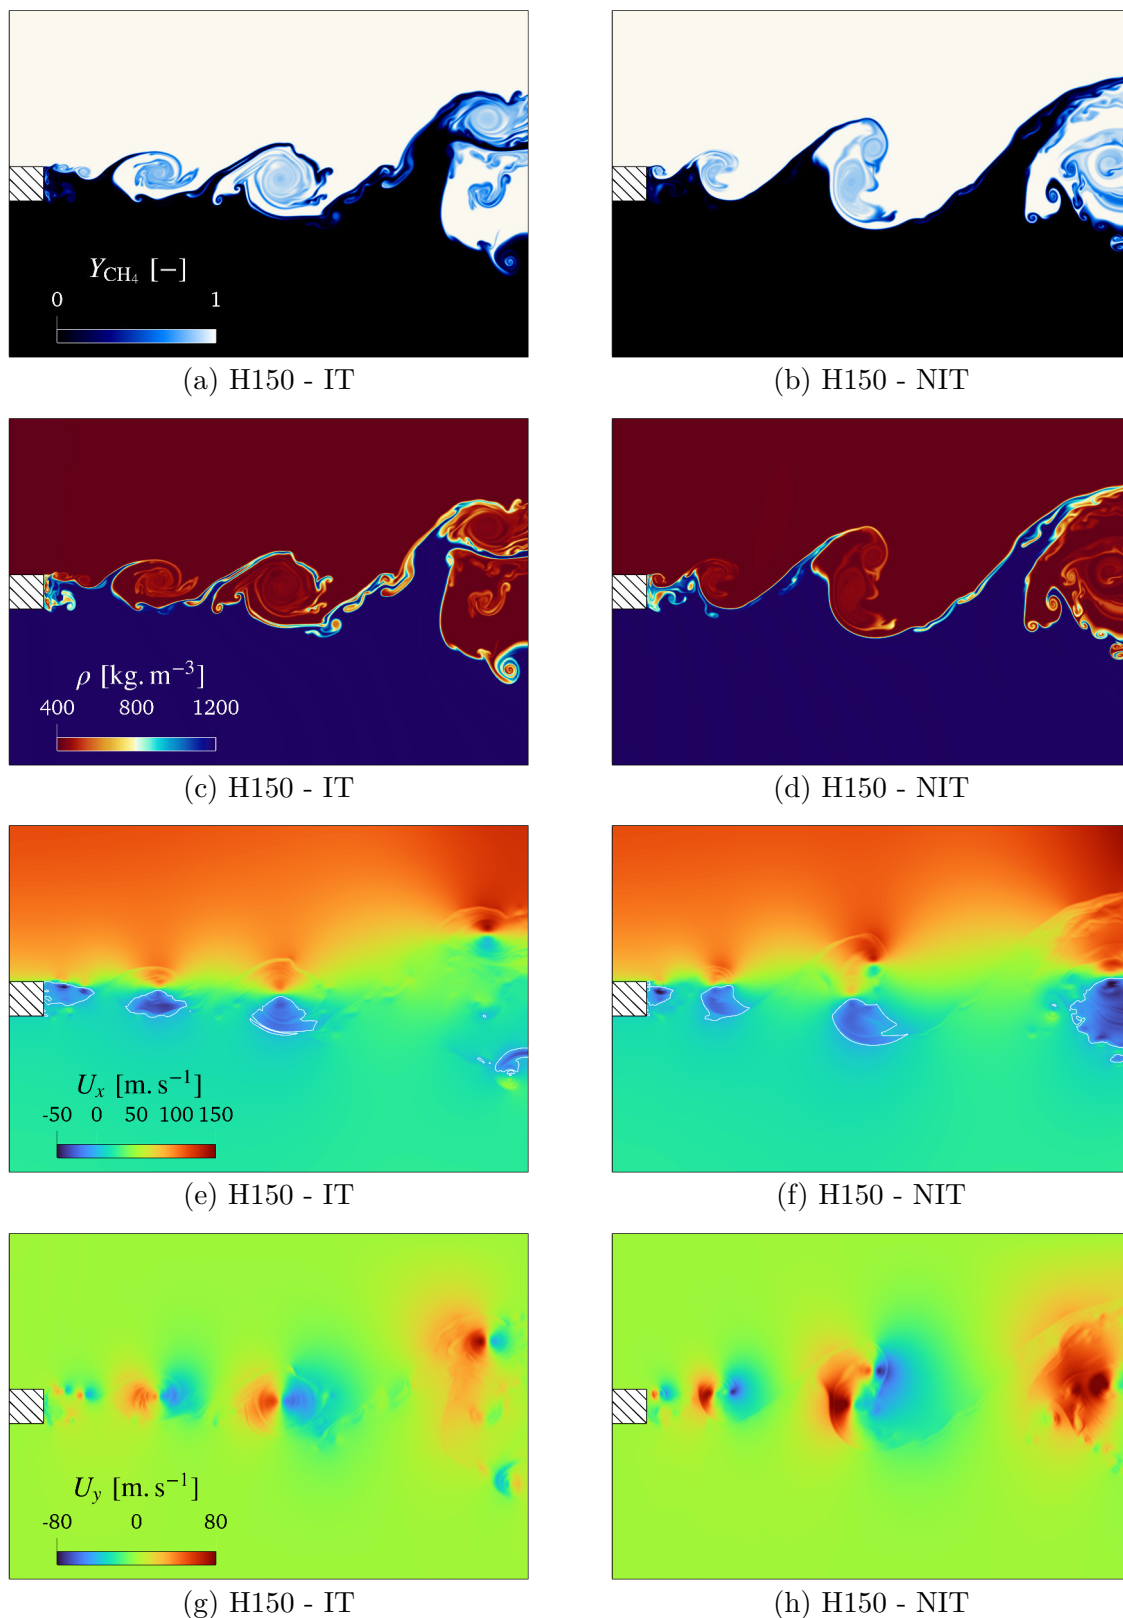 Y_CH₄ [−]
0 1
(a) H150 - IT
(b) H150 - NIT
ρ [kg. m⁻³]
400 800 1200
(c) H150 - IT
(d) H150 - NIT
U_x [m. s⁻¹]
-50 0 50 100 150
(e) H150 - IT
(f) H150 - NIT
U_y [m. s⁻¹]
-80 0 80
(g) H150 - IT
(h) H150 - NIT